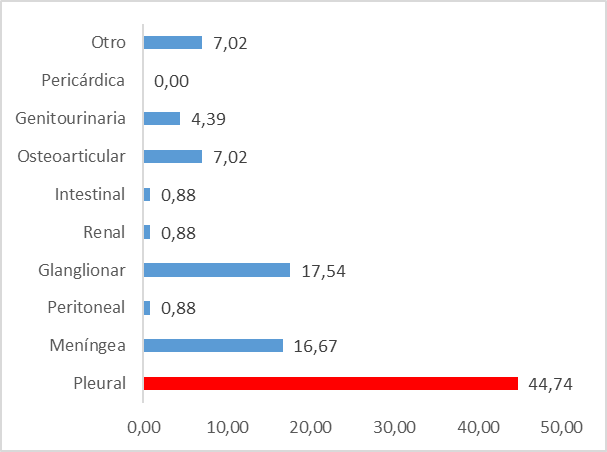 Otro 7,02
Pericárdica 0,00
Genitourinaria 4,39
Osteoarticular 7,02
Intestinal 0,88
Renal 0,88
Glanglionar 17,54
Peritoneal 0,88
Meníngea 16,67
Pleural 44,74
0,00 10,00 20,00 30,00 40,00 50,00